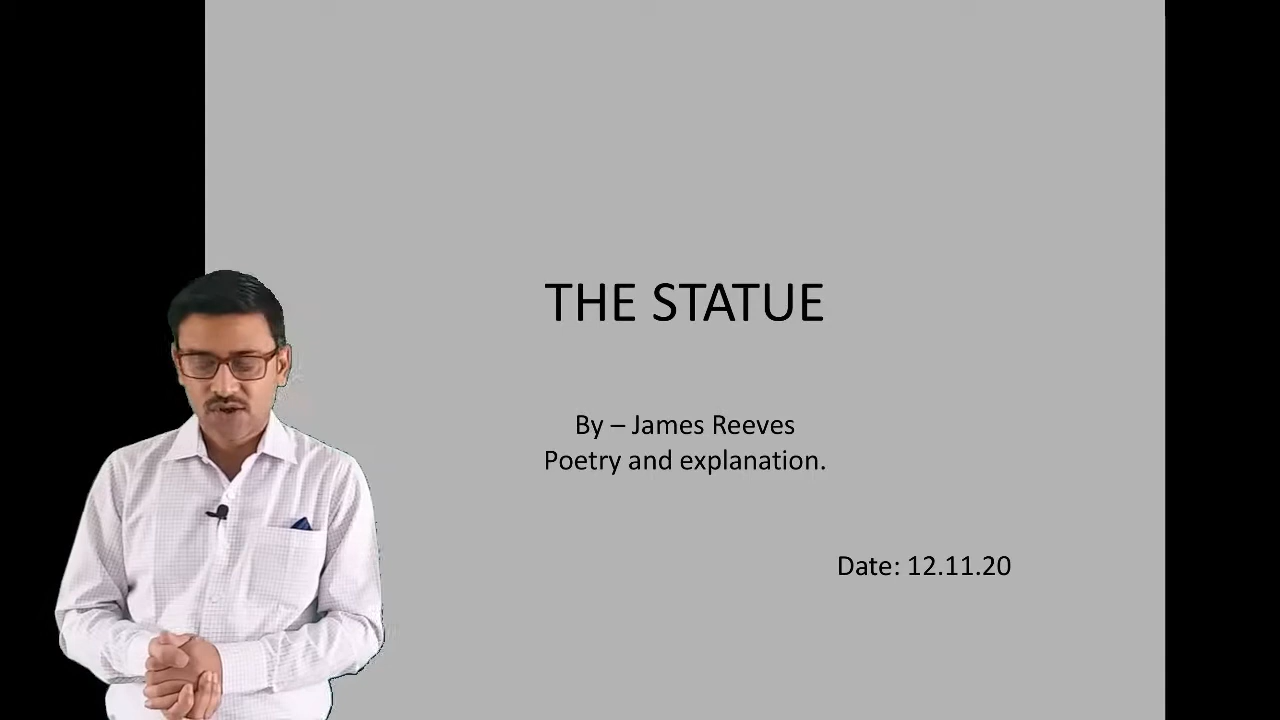 THE STATUE
By – James Reeves
Poetry and explanation.
Date: 12.11.20